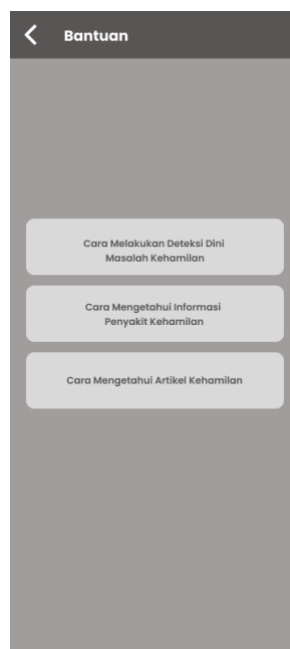 Bantuan
Cara Melakukan Deteksi Dini
Masalah Kehamilan
Cara Mengetahui Informasi
Penyakit Kehamilan
Cara Mengetahui Artikel Kehamilan